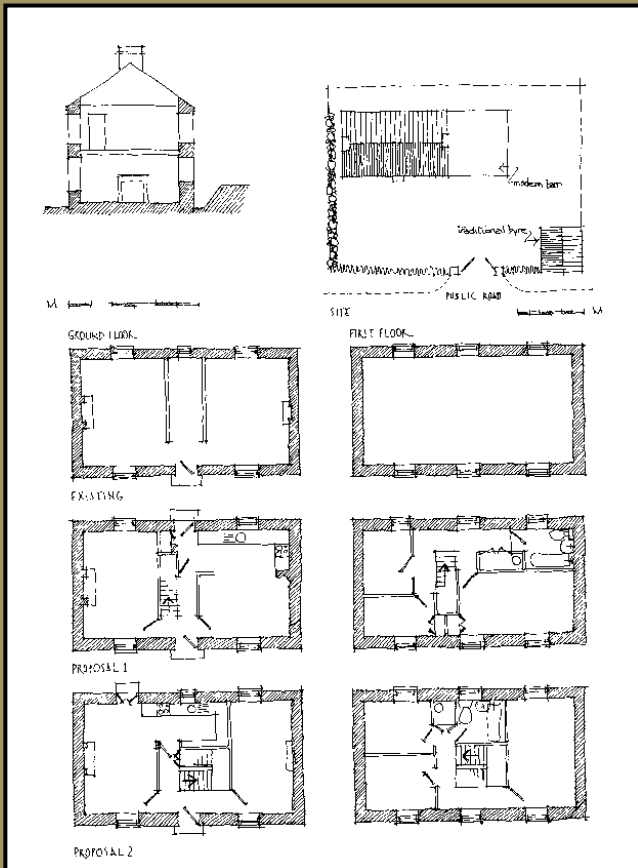 modern barn
traditional byre
PUBLIC ROAD
M
SITE
M
GROUND FLOOR
FIRST FLOOR
EXISTING
PROPOSAL 1
PROPOSAL 2